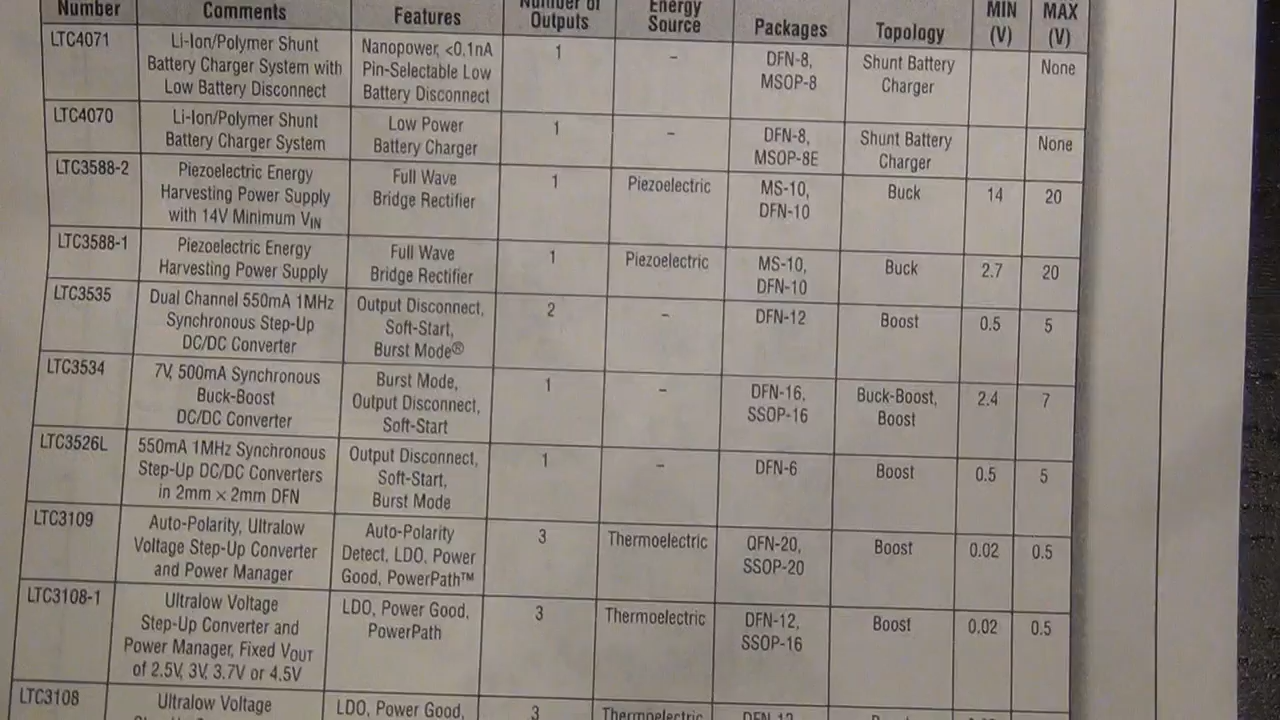 Number Comments Features Number of Outputs Energy Source Packages Topology MIN (V) MAX (V)
LTC4071 Li-Ion/Polymer Shunt Battery Charger System with Low Battery Disconnect Nanopower, <0.1nA Pin-Selectable Low Battery Disconnect 1 – DFN-8, MSOP-8 Shunt Battery Charger None
LTC4070 Li-Ion/Polymer Shunt Battery Charger System Low Power Battery Charger 1 – DFN-8, MSOP-8E Shunt Battery Charger None
LTC3588-2 Piezoelectric Energy Harvesting Power Supply with 14V Minimum VIN Full Wave Bridge Rectifier 1 Piezoelectric MS-10, DFN-10 Buck 14 20
LTC3588-1 Piezoelectric Energy Harvesting Power Supply Full Wave Bridge Rectifier 1 Piezoelectric MS-10, DFN-10 Buck 2.7 20
LTC3535 Dual Channel 550mA 1MHz Synchronous Step-Up DC/DC Converter Output Disconnect, Soft-Start, Burst Mode® 2 – DFN-12 Boost 0.5 5
LTC3534 7V, 500mA Synchronous Buck-Boost DC/DC Converter Burst Mode, Output Disconnect, Soft-Start 1 – DFN-16, SSOP-16 Buck-Boost, Boost 2.4 7
LTC3526L 550mA 1MHz Synchronous Step-Up DC/DC Converters in 2mm × 2mm DFN Output Disconnect, Soft-Start, Burst Mode 1 – DFN-6 Boost 0.5 5
LTC3109 Auto-Polarity, Ultralow Voltage Step-Up Converter and Power Manager Auto-Polarity Detect, LDO, Power Good, PowerPath™ 3 Thermoelectric QFN-20, SSOP-20 Boost 0.02 0.5
LTC3108-1 Ultralow Voltage Step-Up Converter and Power Manager, Fixed VOUT of 2.5V, 3V, 3.7V or 4.5V LDO, Power Good, PowerPath 3 Thermoelectric DFN-12, SSOP-16 Boost 0.02 0.5
LTC3108 Ultralow Voltage LDO, Power Good, 3 Thermoelectric DFN-12